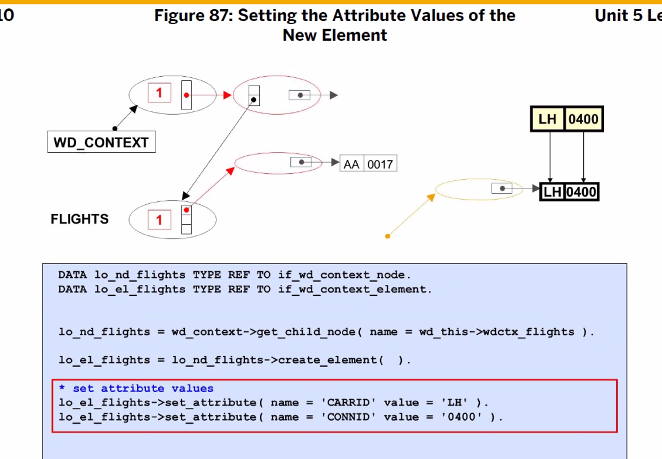 10
Figure 87: Setting the Attribute Values of the
New Element
Unit 5 Le
1
WD_CONTEXT
LH 0400
AA 0017
LH 0400
FLIGHTS
1
DATA lo_nd_flights TYPE REF TO if_wd_context_node.
DATA lo_el_flights TYPE REF TO if_wd_context_element.
lo_nd_flights = wd_context->get_child_node( name = wd_this->wdctx_flights ).
lo_el_flights = lo_nd_flights->create_element(  ).
* set attribute values
lo_el_flights->set_attribute( name = 'CARRID' value = 'LH' ).
lo_el_flights->set_attribute( name = 'CONNID' value = '0400' ).